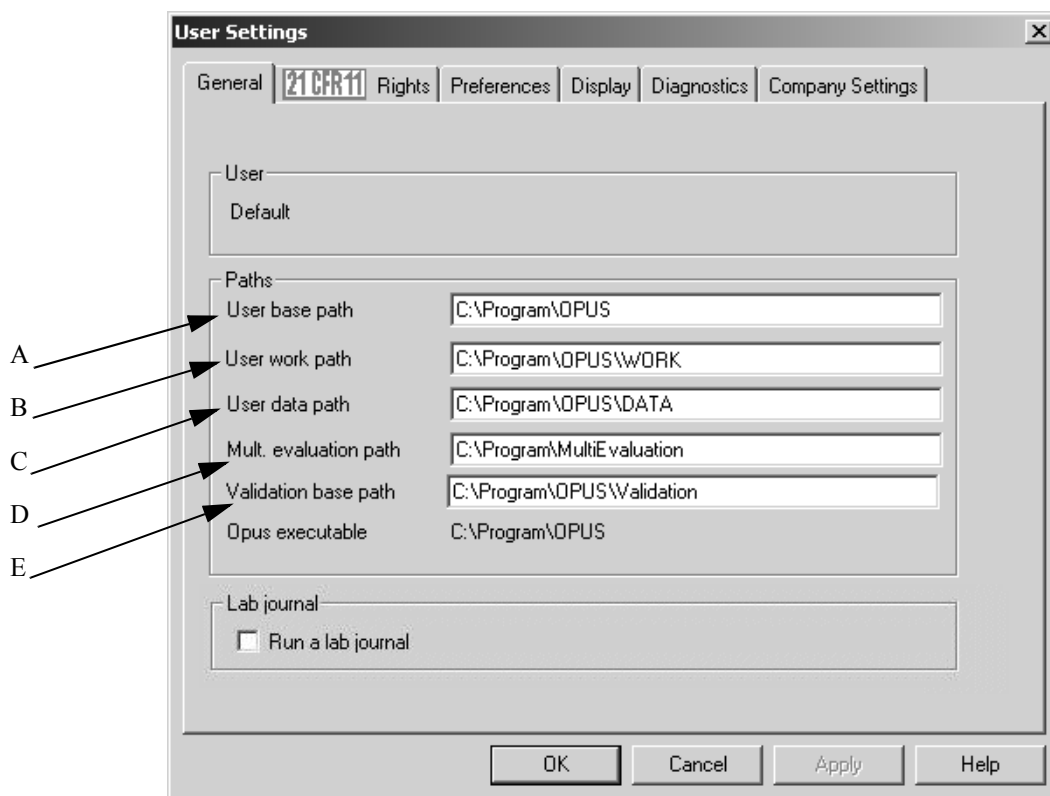 User Settings
General 21 CFR 11 Rights Preferences Display Diagnostics Company Settings
User
Default
Paths
A
User base path C:\Program\OPUS
B
User work path C:\Program\OPUS\WORK
C
User data path C:\Program\OPUS\DATA
D
Mult. evaluation path C:\Program\MultiEvaluation
E
Validation base path C:\Program\OPUS\Validation
Opus executable C:\Program\OPUS
Lab journal
Run a lab journal
OK Cancel Apply Help